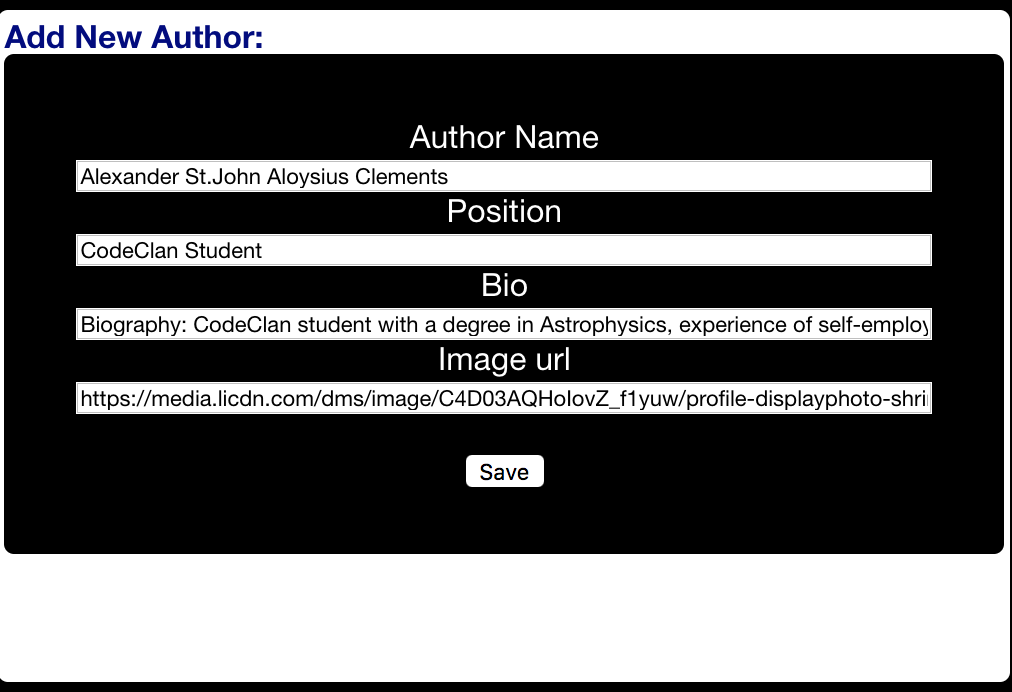 Add New Author:
Author Name
Alexander St.John Aloysius Clements
Position
CodeClan Student
Bio
Biography: CodeClan student with a degree in Astrophysics, experience of self-employ
Image url
https://media.licdn.com/dms/image/C4D03AQHoIovZ_f1yuw/profile-displayphoto-shri
Save